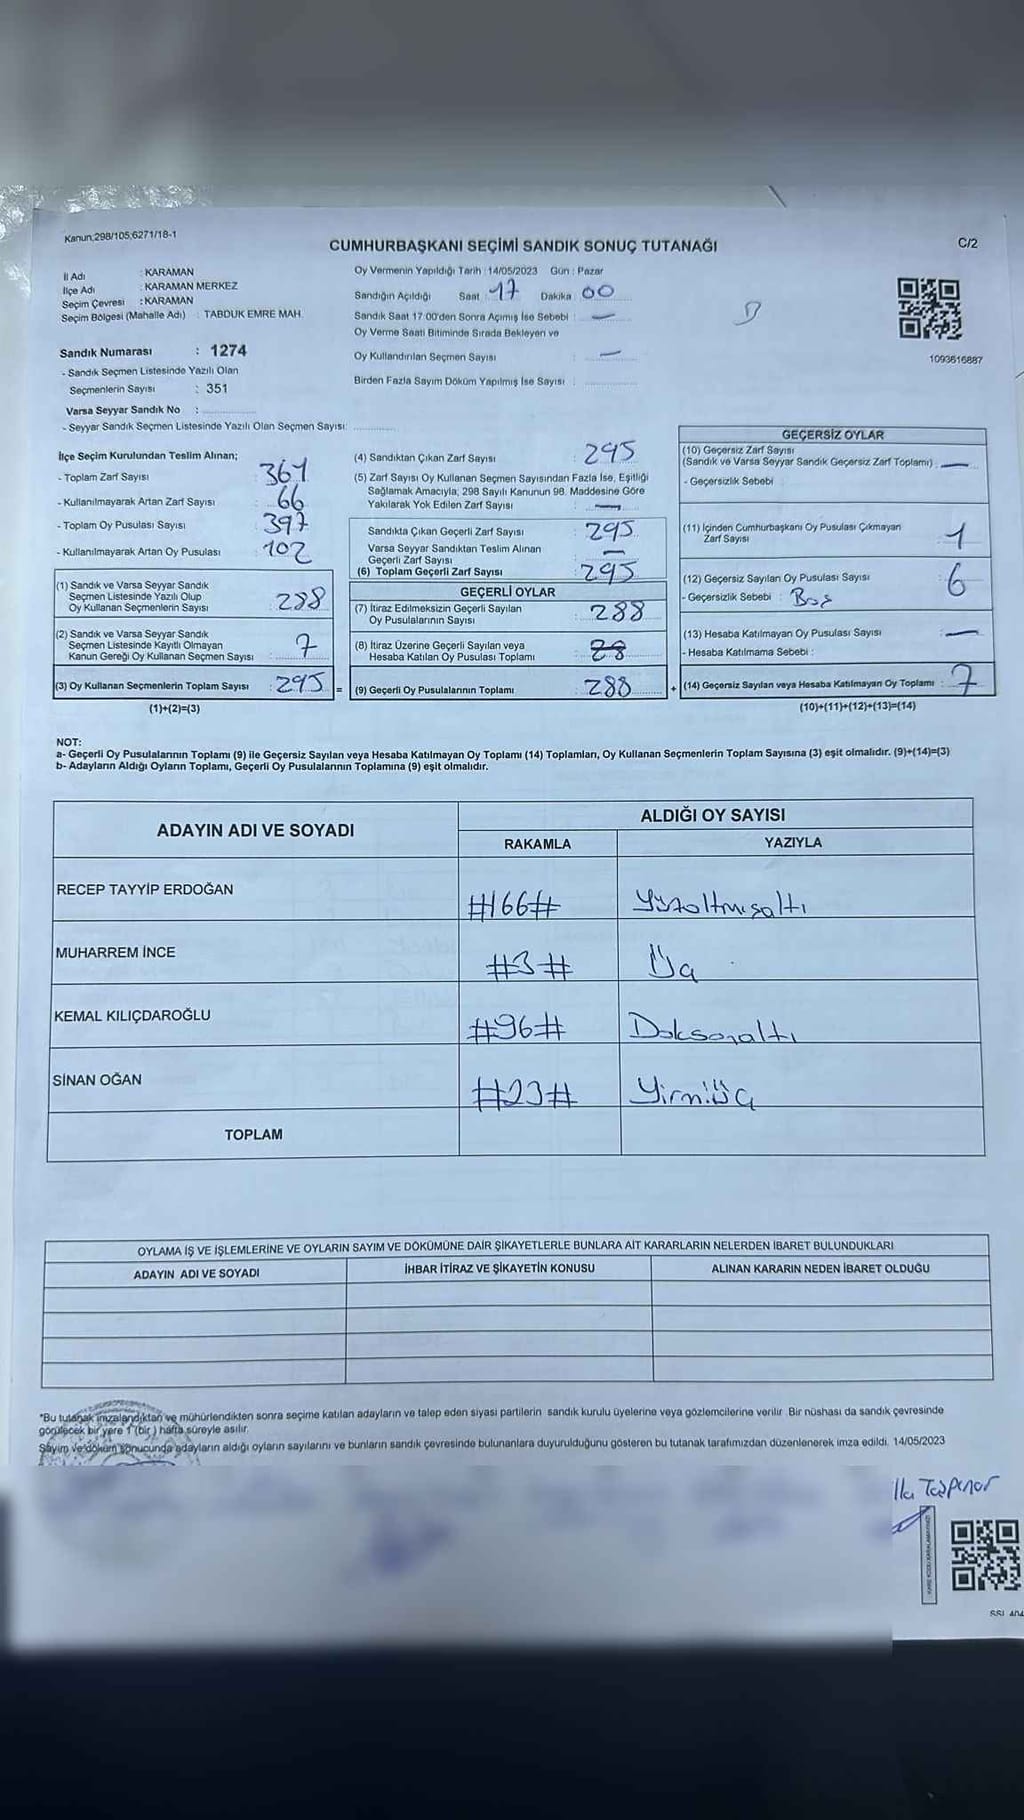 Kanun;298/105,6271/18-1
CUMHURBAŞKANI SEÇİMİ SANDIK SONUÇ TUTANAĞI
C/2
İl Adı : KARAMAN
İlçe Adı : KARAMAN MERKEZ
Seçim Çevresi : KARAMAN
Seçim Bölgesi (Mahalle Adı) : TABDUK EMRE MAH.
Sandık Numarası : 1274
- Sandık Seçmen Listesinde Yazılı Olan
Seçmenlerin Sayısı : 351
Varsa Seyyar Sandık No :
- Seyyar Sandık Seçmen Listesinde Yazılı Olan Seçmen Sayısı:
Oy Vermenin Yapıldığı Tarih : 14/05/2023 Gün : Pazar
Sandığın Açıldığı Saat : 17 Dakika : 00
Sandık Saat 17:00'den Sonra Açımış İse Sebebi : —
Oy Verme Saati Bitiminde Sırada Bekleyen ve
Oy Kullandırılan Seçmen Sayısı : —
Birden Fazla Sayım Döküm Yapılmış İse Sayısı :
1093616887
İlçe Seçim Kurulundan Teslim Alınan;
- Toplam Zarf Sayısı : 361
- Kullanılmayarak Artan Zarf Sayısı : 66
- Toplam Oy Pusulası Sayısı : 397
- Kullanılmayarak Artan Oy Pusulası : 102
(1) Sandık ve Varsa Seyyar Sandık
Seçmen Listesinde Yazılı Olup
Oy Kullanan Seçmenlerin Sayısı : 288
(2) Sandık ve Varsa Seyyar Sandık
Seçmen Listesinde Kayıtlı Olmayan
Kanun Gereği Oy Kullanan Seçmen Sayısı : 7
(3) Oy Kullanan Seçmenlerin Toplam Sayısı : 295 =
(1)+(2)=(3)
(4) Sandıktan Çıkan Zarf Sayısı : 295
(5) Zarf Sayısı Oy Kullanan Seçmen Sayısından Fazla İse, Eşitliği
Sağlamak Amacıyla; 298 Sayılı Kanunun 98. Maddesine Göre
Yakılarak Yok Edilen Zarf Sayısı : —
Sandıkta Çıkan Geçerli Zarf Sayısı : 295
Varsa Seyyar Sandıktan Teslim Alınan
Geçerli Zarf Sayısı : —
(6) Toplam Geçerli Zarf Sayısı : 295
GEÇERLİ OYLAR
(7) İtiraz Edilmeksizin Geçerli Sayılan
Oy Pusulalarının Sayısı : 288
(8) İtiraz Üzerine Geçerli Sayılan veya
Hesaba Katılan Oy Pusulası Toplamı : 28
(9) Geçerli Oy Pusulalarının Toplamı : 288 +
GEÇERSİZ OYLAR
(10) Geçersiz Zarf Sayısı
(Sandık ve Varsa Seyyar Sandık Geçersiz Zarf Toplamı) : —
- Geçersizlik Sebebi :
(11) İçinden Cumhurbaşkanı Oy Pusulası Çıkmayan
Zarf Sayısı : 1
(12) Geçersiz Sayılan Oy Pusulası Sayısı : 6
- Geçersizlik Sebebi : Boş
(13) Hesaba Katılmayan Oy Pusulası Sayısı : —
- Hesaba Katılmama Sebebi :
(14) Geçersiz Sayılan veya Hesaba Katılmayan Oy Toplamı : 7
(10)+(11)+(12)+(13)=(14)
NOT:
a- Geçerli Oy Pusulalarının Toplamı (9) ile Geçersiz Sayılan veya Hesaba Katılmayan Oy Toplamı (14) Toplamları, Oy Kullanan Seçmenlerin Toplam Sayısına (3) eşit olmalıdır. (9)+(14)=(3)
b- Adayların Aldığı Oyların Toplamı, Geçerli Oy Pusulalarının Toplamına (9) eşit olmalıdır.
ADAYIN ADI VE SOYADI
ALDIĞI OY SAYISI
RAKAMLA YAZIYLA
RECEP TAYYİP ERDOĞAN #166# Yüzaltmışaltı
MUHARREM İNCE #3# Üç
KEMAL KILIÇDAROĞLU #96# Doksanaltı
SİNAN OĞAN #23# Yirmiüç
TOPLAM
OYLAMA İŞ VE İŞLEMLERİNE VE OYLARIN SAYIM VE DÖKÜMÜNE DAİR ŞİKAYETLERLE BUNLARA AİT KARARLARIN NELERDEN İBARET BULUNDUKLARI
ADAYIN ADI VE SOYADI İHBAR İTİRAZ VE ŞİKAYETİN KONUSU ALINAN KARARIN NEDEN İBARET OLDUĞU
*Bu tutanak imzalandıktan ve mühürlendikten sonra seçime katılan adayların ve talep eden siyasi partilerin sandık kurulu üyelerine veya gözlemcilerine verilir. Bir nüshası da sandık çevresinde
görülecek bir yere 1 (bir) hafta süreyle asılır.
Sayım ve döküm sonucunda adayların aldığı oyların sayılarını ve bunların sandık çevresinde bulunanlara duyurulduğunu gösteren bu tutanak tarafımızdan düzenlenerek imza edildi. 14/05/2023